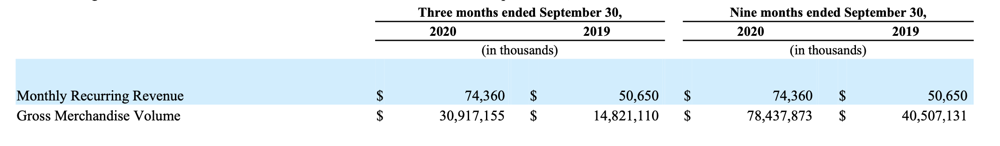 Three months ended September 30, Nine months ended September 30,
2020 2019 2020 2019
(in thousands) (in thousands)
Monthly Recurring Revenue $ 74,360 $ 50,650 $ 74,360 $ 50,650
Gross Merchandise Volume $ 30,917,155 $ 14,821,110 $ 78,437,873 $ 40,507,131